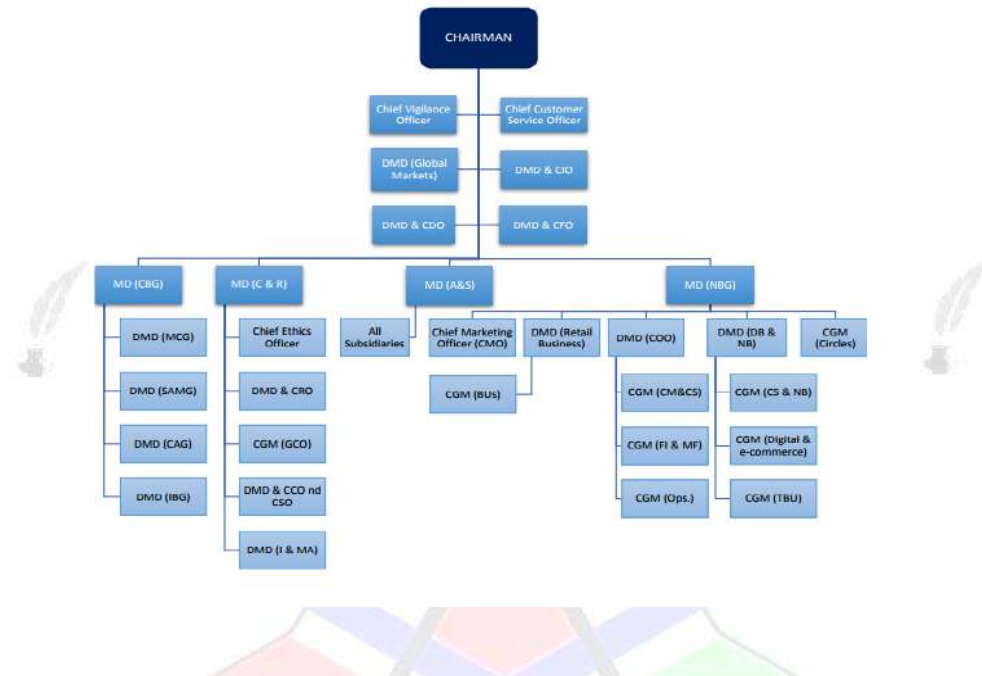 CHAIRMAN
Chief Vigilance
Officer
Chief Customer
Service Officer
DMD (Global
Markets)
DMD & CIO
DMD & CDO
DMD & CFO
MD (CBG)
MD (C & R)
MD (A&S)
MD (NBG)
DMD (MCG)
DMD (SAMG)
DMD (CAG)
DMD (IBG)
Chief Ethics
Officer
DMD & CRO
CGM (GCO)
DMD & CCO nd
CSO
DMD (I & MA)
All
Subsidiaries
Chief Marketing
Officer (CMO)
DMD (Retail
Business)
CGM (BUs)
DMD (COO)
CGM (CM&CS)
CGM (FI & MF)
CGM (Ops.)
DMD (DB &
NB)
CGM (CS & NB)
CGM (Digital &
e-commerce)
CGM (TBU)
CGM
(Circles)